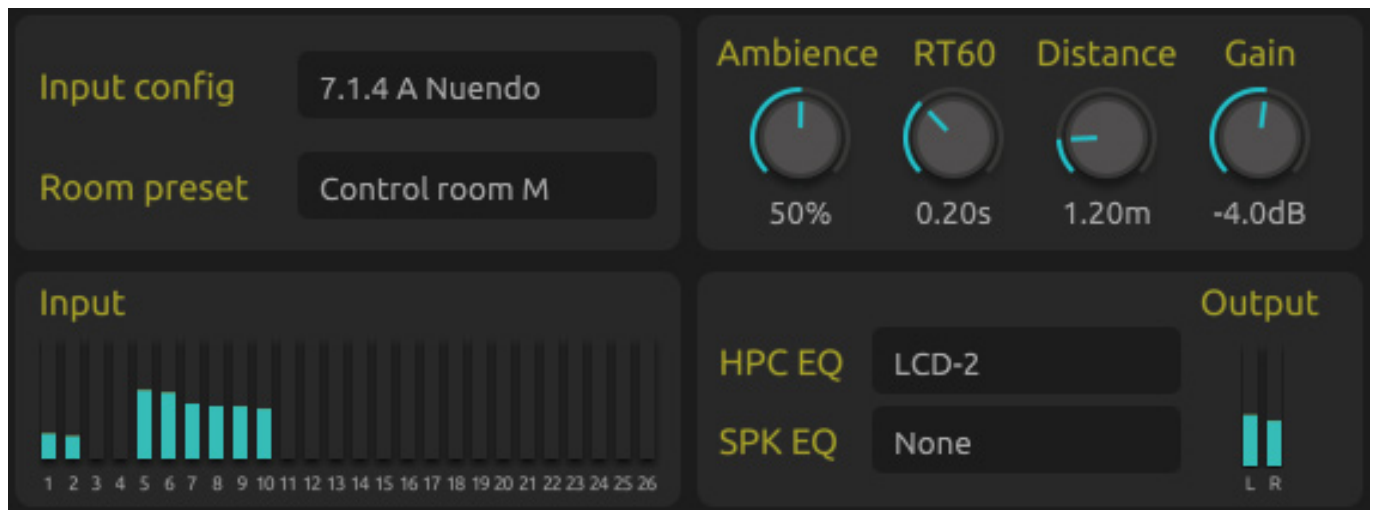 Input config 7.1.4 A Nuendo
Room preset Control room M
Ambience RT60 Distance Gain
50% 0.20s 1.20m -4.0dB
Input
1 2 3 4 5 6 7 8 9 10 11 12 13 14 15 16 17 18 19 20 21 22 23 24 25 26
Output
HPC EQ LCD-2
SPK EQ None
L R